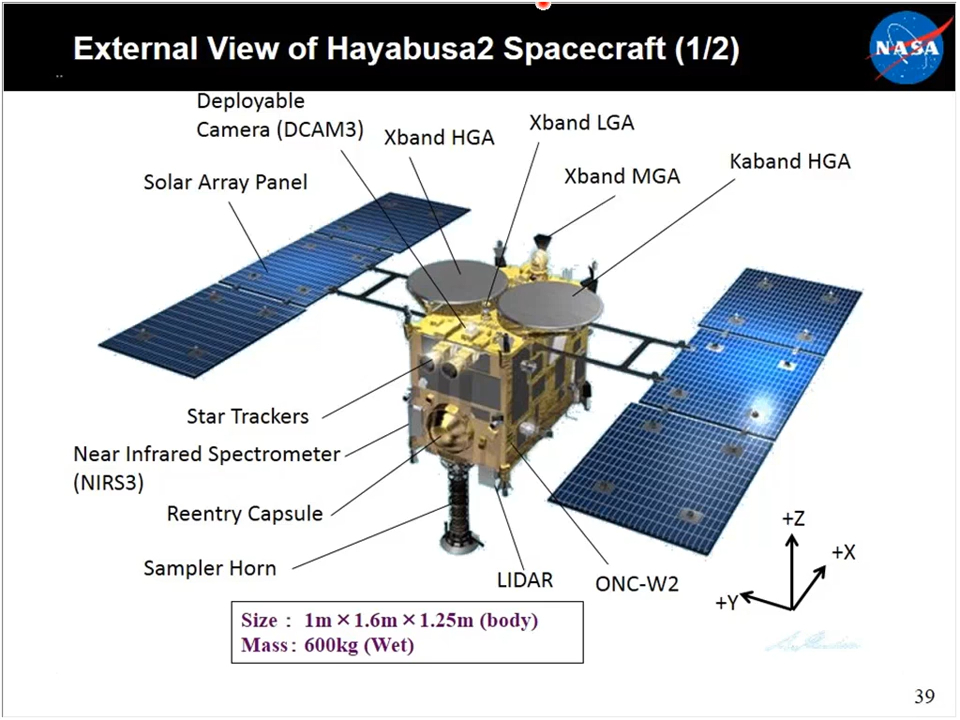 External View of Hayabusa2 Spacecraft (1/2)
NASA
Deployable
Camera (DCAM3)
Xband HGA
Xband LGA
Solar Array Panel
Xband MGA
Kaband HGA
Star Trackers
Near Infrared Spectrometer
(NIRS3)
Reentry Capsule
Sampler Horn
LIDAR
ONC-W2
+Z
+X
+Y
Size : 1m×1.6m×1.25m (body)
Mass: 600kg (Wet)
39